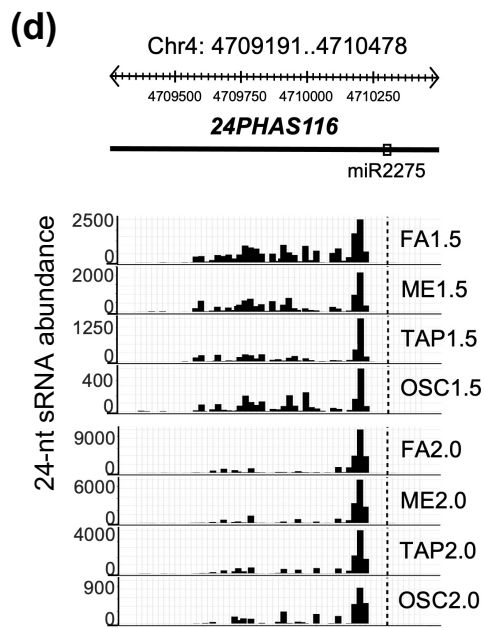 (d)
Chr4: 4709191..4710478
4709500 4709750 4710000 4710250
24PHAS116
miR2275
24-nt sRNA abundance
2500
0
FA1.5
2000
0
ME1.5
1250
0
TAP1.5
400
0
OSC1.5
9000
0
FA2.0
6000
0
ME2.0
4000
0
TAP2.0
900
0
OSC2.0